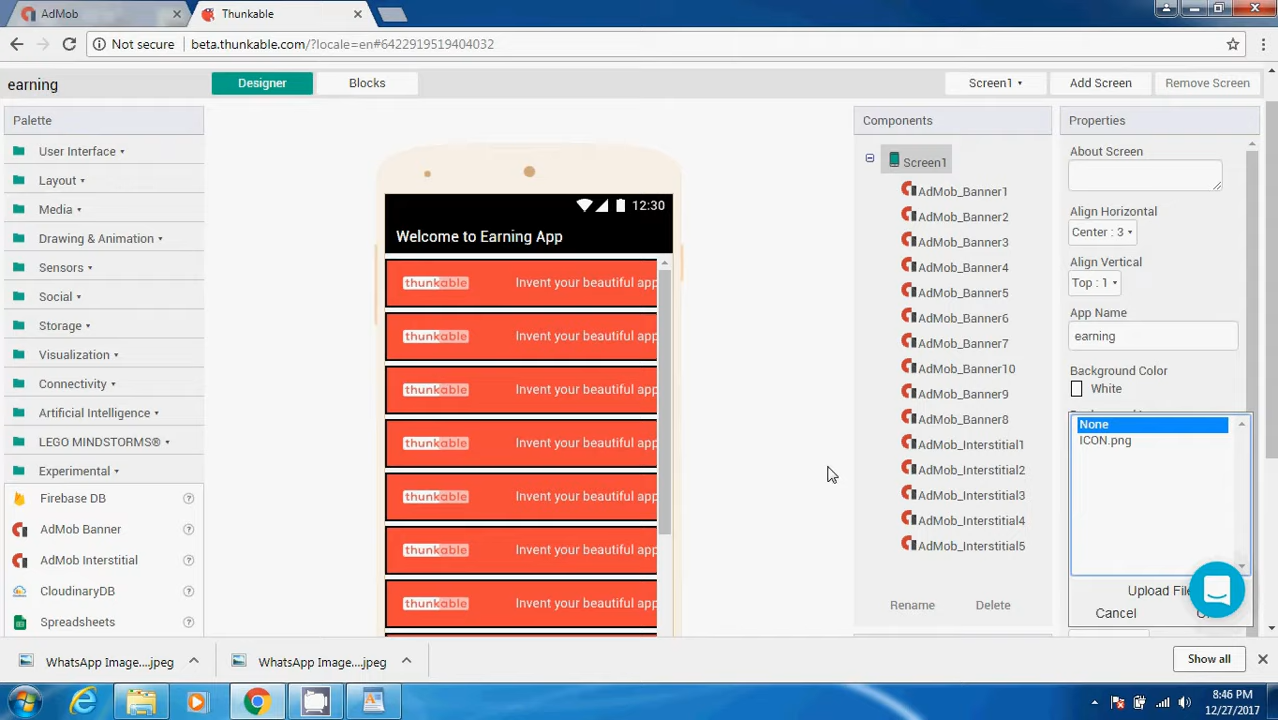 AdMob
Thunkable
Not secure
beta.thunkable.com/?locale=en#6422919519404032
earning
Designer
Blocks
Screen1
Add Screen
Remove Screen
Palette
Components
Properties
User Interface
Layout
Media
Drawing & Animation
Sensors
Social
Storage
Visualization
Connectivity
Artificial Intelligence
LEGO MINDSTORMS®
Experimental
Firebase DB ?
AdMob Banner ?
AdMob Interstitial ?
CloudinaryDB ?
Spreadsheets ?
12:30
Welcome to Earning App
thunkable Invent your beautiful app
thunkable Invent your beautiful app
thunkable Invent your beautiful app
thunkable Invent your beautiful app
thunkable Invent your beautiful app
thunkable Invent your beautiful app
thunkable Invent your beautiful app
Screen1
AdMob_Banner1
AdMob_Banner2
AdMob_Banner3
AdMob_Banner4
AdMob_Banner5
AdMob_Banner6
AdMob_Banner7
AdMob_Banner10
AdMob_Banner9
AdMob_Banner8
AdMob_Interstitial1
AdMob_Interstitial2
AdMob_Interstitial3
AdMob_Interstitial4
AdMob_Interstitial5
Rename
Delete
About Screen
Align Horizontal
Center : 3
Align Vertical
Top : 1
App Name
earning
Background Color
White
None
ICON.png
Upload File
Cancel
WhatsApp Image....jpeg
WhatsApp Image....jpeg
Show all
8:46 PM
12/27/2017